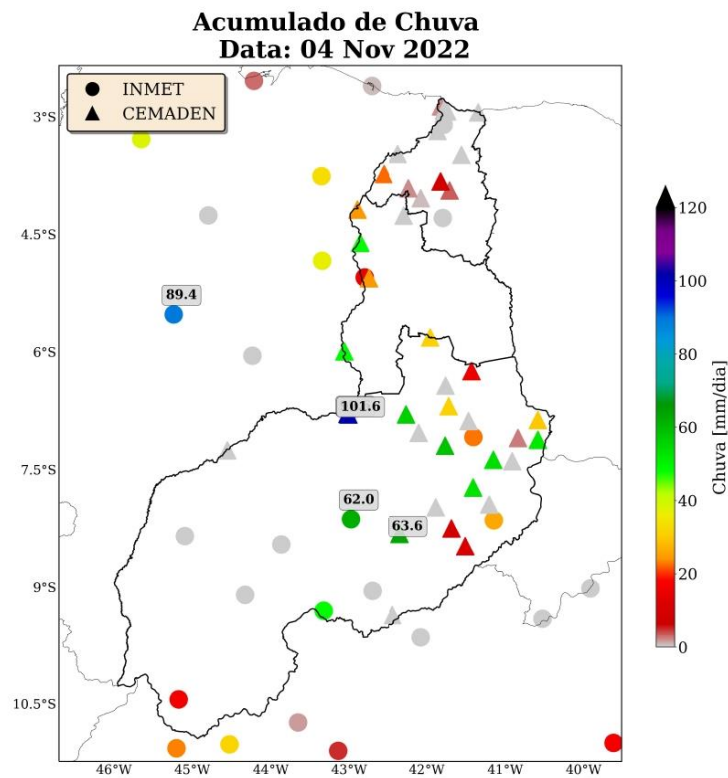 Acumulado de Chuva
Data: 04 Nov 2022
INMET
CEMADEN
3°S
4.5°S
6°S
7.5°S
9°S
10.5°S
46°W
45°W
44°W
43°W
42°W
41°W
40°W
89.4
101.6
62.0
63.6
120
100
80
60
40
20
0
Chuva [mm/dia]